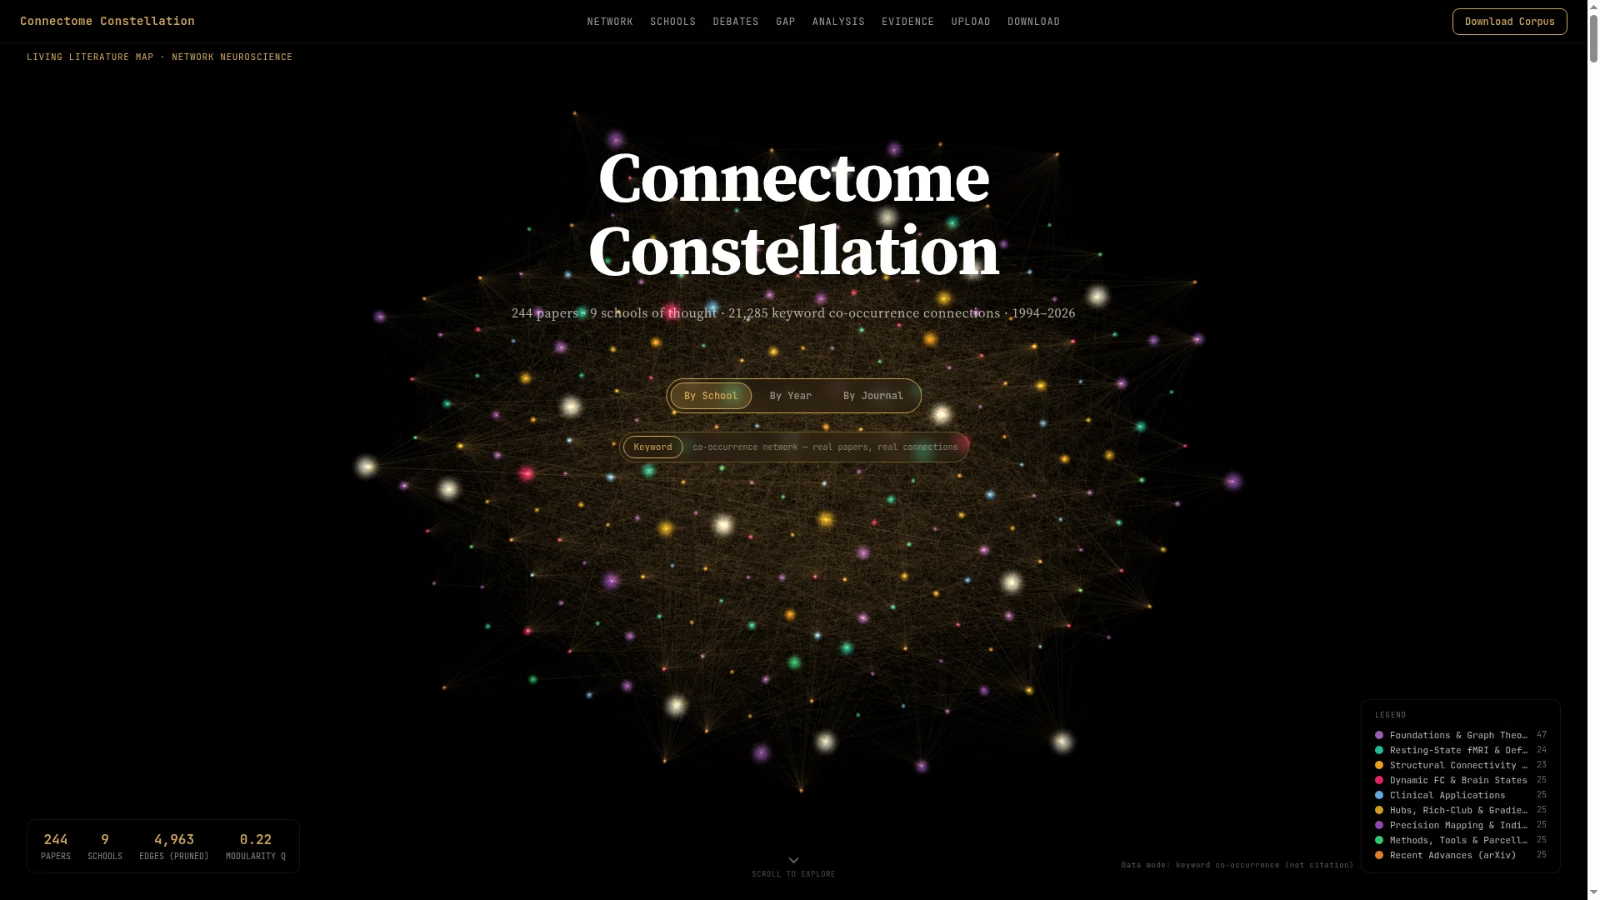 Connectome Constellation
NETWORK SCHOOLS DEBATES GAP ANALYSIS EVIDENCE UPLOAD DOWNLOAD
Download Corpus
LIVING LITERATURE MAP · NETWORK NEUROSCIENCE
Connectome
Constellation
244 papers · 9 schools of thought · 21,285 keyword co-occurrence connections · 1994–2026
By School By Year By Journal
Keyword co-occurrence network — real papers, real connections
244 9 4,963 0.22
PAPERS SCHOOLS EDGES (PRUNED) MODULARITY Q
SCROLL TO EXPLORE
Data mode: keyword co-occurrence (not citation)
LEGEND
Foundations & Graph Theo… 47
Resting-State fMRI & Def… 24
Structural Connectivity … 23
Dynamic FC & Brain States 25
Clinical Applications 25
Hubs, Rich-Club & Gradie… 25
Precision Mapping & Indi… 25
Methods, Tools & Parcell… 25
Recent Advances (arXiv) 25